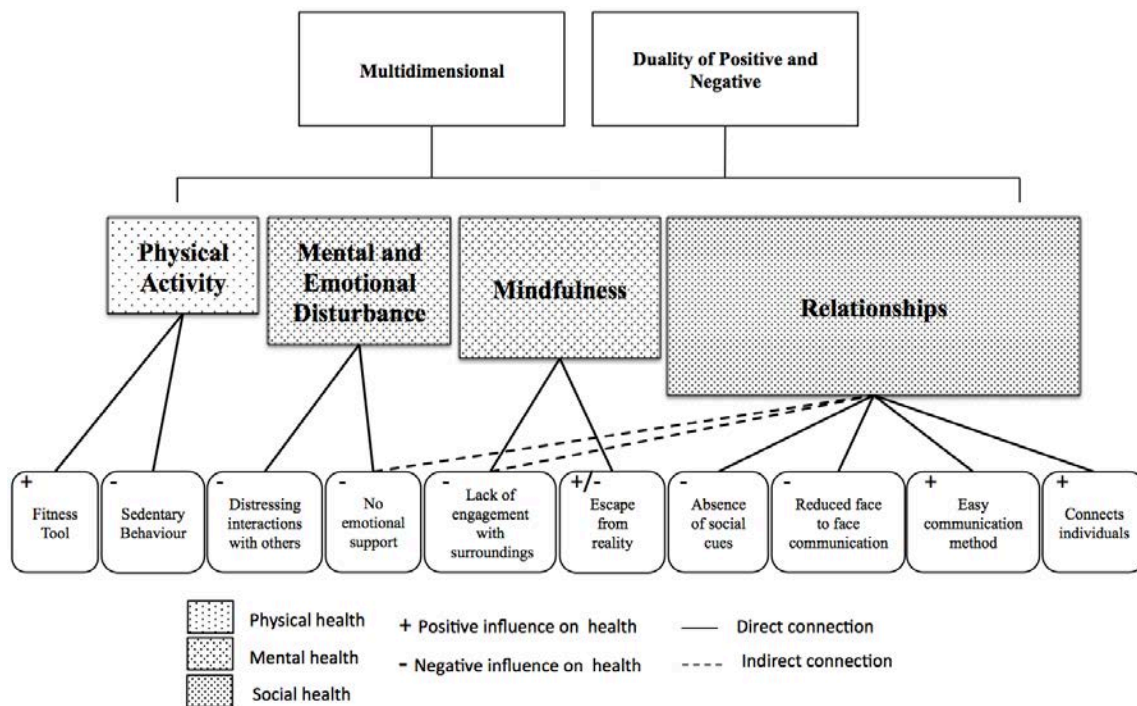 Multidimensional
Duality of Positive and
Negative
Physical
Activity
Mental and
Emotional
Disturbance
Mindfulness
Relationships
+
Fitness
Tool
-
Sedentary
Behaviour
-
Distressing
interactions
with others
-
No
emotional
support
-
Lack of
engagement
with
surroundings
+/-
Escape
from
reality
-
Absence
of social
cues
-
Reduced face
to face
communication
+
Easy
communication
method
+
Connects
individuals
Physical health
Mental health
Social health
+ Positive influence on health
- Negative influence on health
Direct connection
Indirect connection